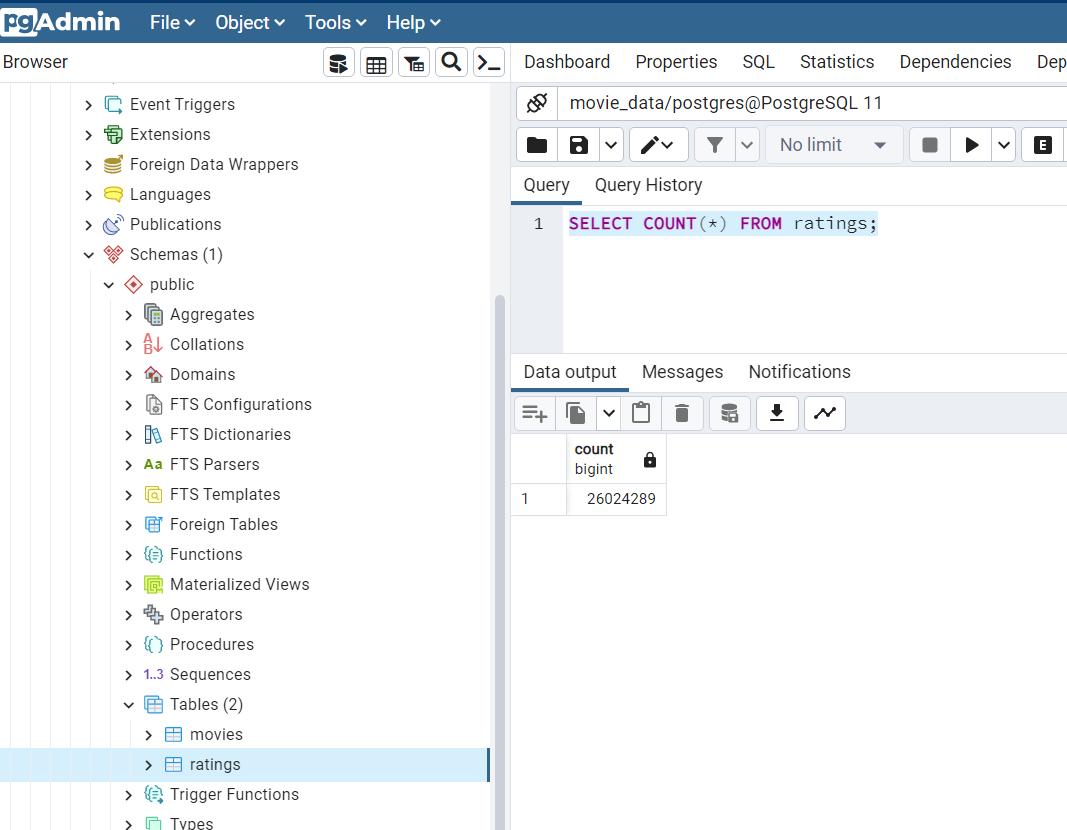 pgAdmin File Object Tools Help
Browser
Dashboard Properties SQL Statistics Dependencies Dep
movie_data/postgres@PostgreSQL 11
No limit E
Query Query History
1 SELECT COUNT(*) FROM ratings;
Data output Messages Notifications
count
bigint
1 26024289
Event Triggers
Extensions
Foreign Data Wrappers
Languages
Publications
Schemas (1)
public
Aggregates
Collations
Domains
FTS Configurations
FTS Dictionaries
Aa FTS Parsers
FTS Templates
Foreign Tables
Functions
Materialized Views
Operators
Procedures
1..3 Sequences
Tables (2)
movies
ratings
Trigger Functions
Types